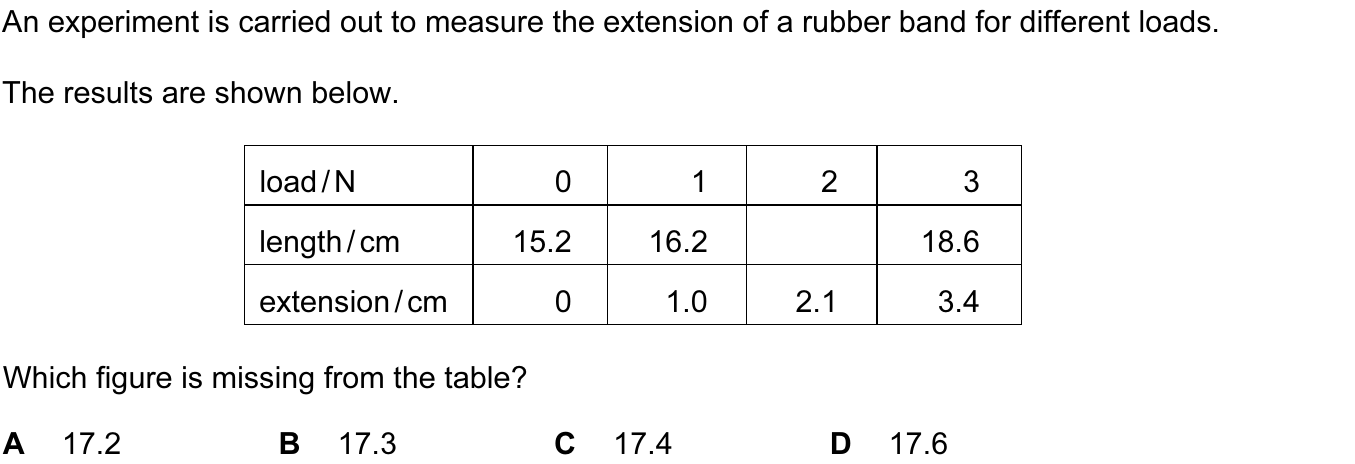 An experiment is carried out to measure the extension of a rubber band for different loads.
The results are shown below.
load / N 0 1 2 3
length / cm 15.2 16.2 18.6
extension / cm 0 1.0 2.1 3.4
Which figure is missing from the table?
A 17.2 B 17.3 C 17.4 D 17.6